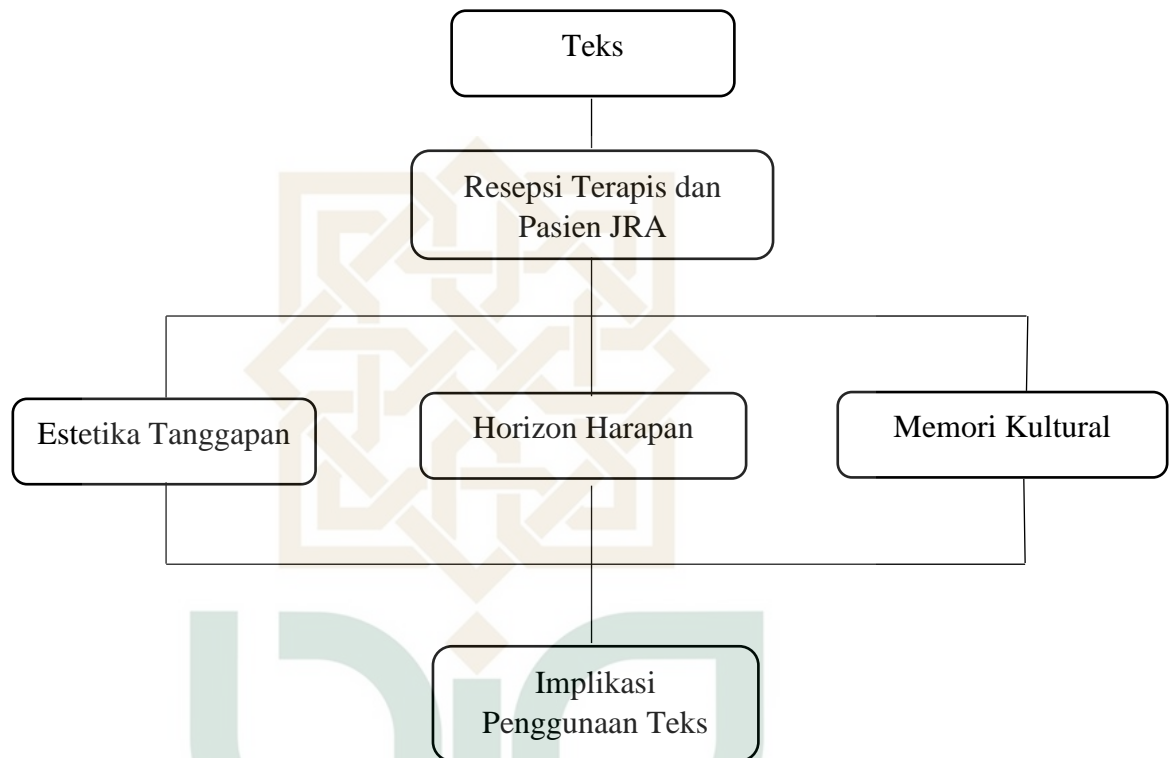 Teks
Resepsi Terapis dan
Pasien JRA
Estetika Tanggapan
Horizon Harapan
Memori Kultural
Implikasi
Penggunaan Teks